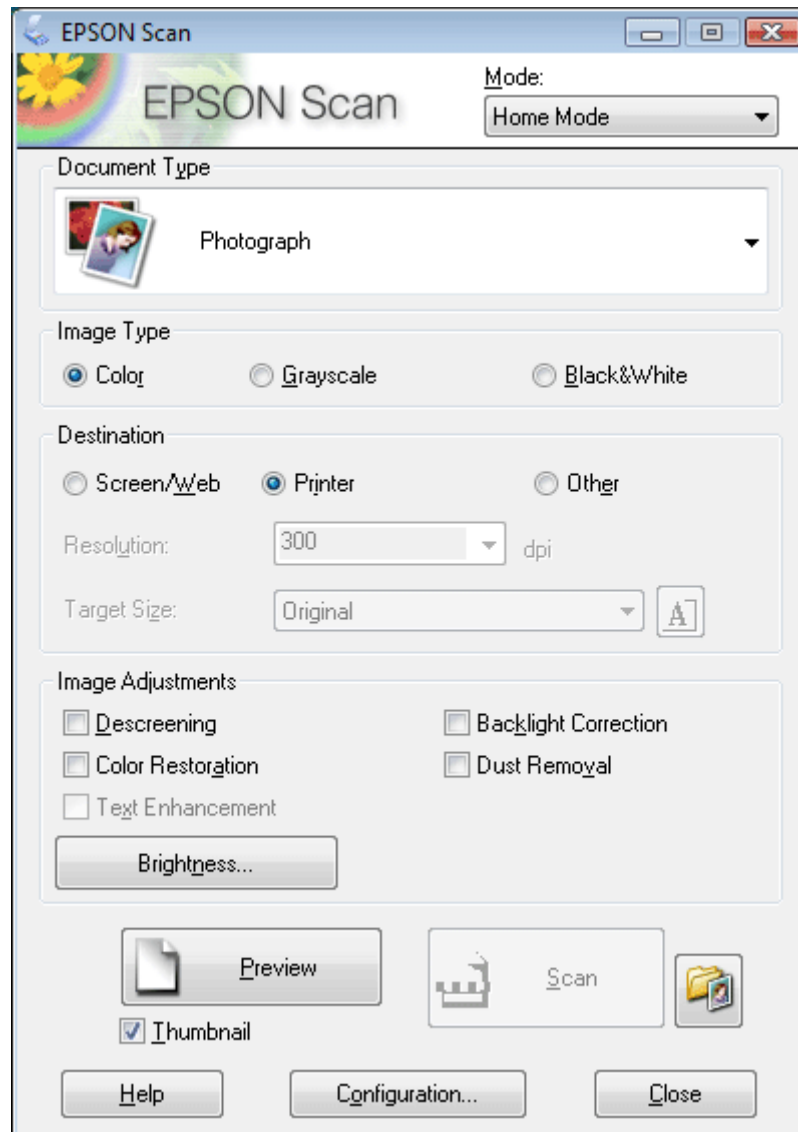 EPSON Scan
EPSON Scan
Mode:
Home Mode
Document Type
Photograph
Image Type
Color Grayscale Black&White
Destination
Screen/Web Printer Other
Resolution: 300 dpi
Target Size: Original A
Image Adjustments
Descreening Backlight Correction
Color Restoration Dust Removal
Text Enhancement
Brightness...
Preview Scan
Thumbnail
Help Configuration... Close